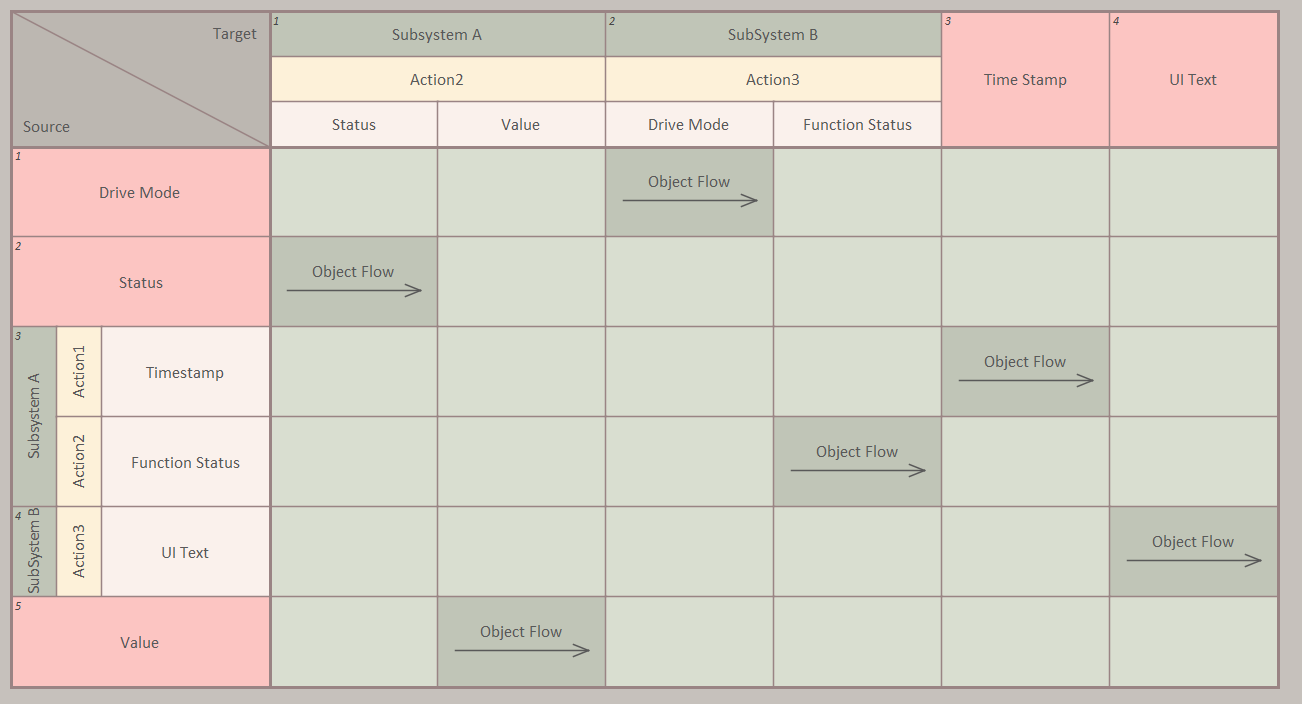 Target
Source
1
Subsystem A
2
SubSystem B
3
Time Stamp
4
UI Text
Action2
Action3
Status
Value
Drive Mode
Function Status
1
Drive Mode
Object Flow
2
Status
Object Flow
3
Subsystem A
Action1
Timestamp
Object Flow
Action2
Function Status
Object Flow
4
SubSystem B
Action3
UI Text
Object Flow
5
Value
Object Flow